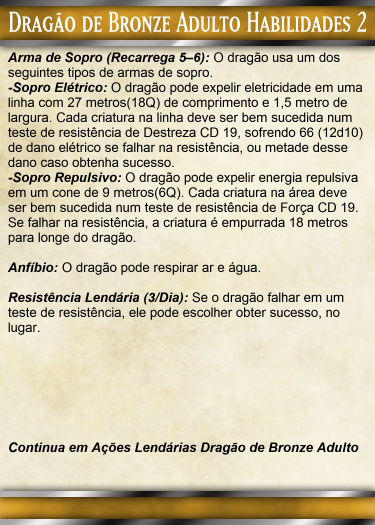 Dragão de Bronze Adulto Habilidades 2
Arma de Sopro (Recarrega 5–6): O dragão usa um dos
seguintes tipos de armas de sopro.
-Sopro Elétrico: O dragão pode expelir eletricidade em uma
linha com 27 metros(18Q) de comprimento e 1,5 metro de
largura. Cada criatura na linha deve ser bem sucedida num
teste de resistência de Destreza CD 19, sofrendo 66 (12d10)
de dano elétrico se falhar na resistência, ou metade desse
dano caso obtenha sucesso.
-Sopro Repulsivo: O dragão pode expelir energia repulsiva
em um cone de 9 metros(6Q). Cada criatura na área deve
ser bem sucedida num teste de resistência de Força CD 19.
Se falhar na resistência, a criatura é empurrada 18 metros
para longe do dragão.
Anfíbio: O dragão pode respirar ar e água.
Resistência Lendária (3/Dia): Se o dragão falhar em um
teste de resistência, ele pode escolher obter sucesso, no
lugar.
Continua em Ações Lendárias Dragão de Bronze Adulto